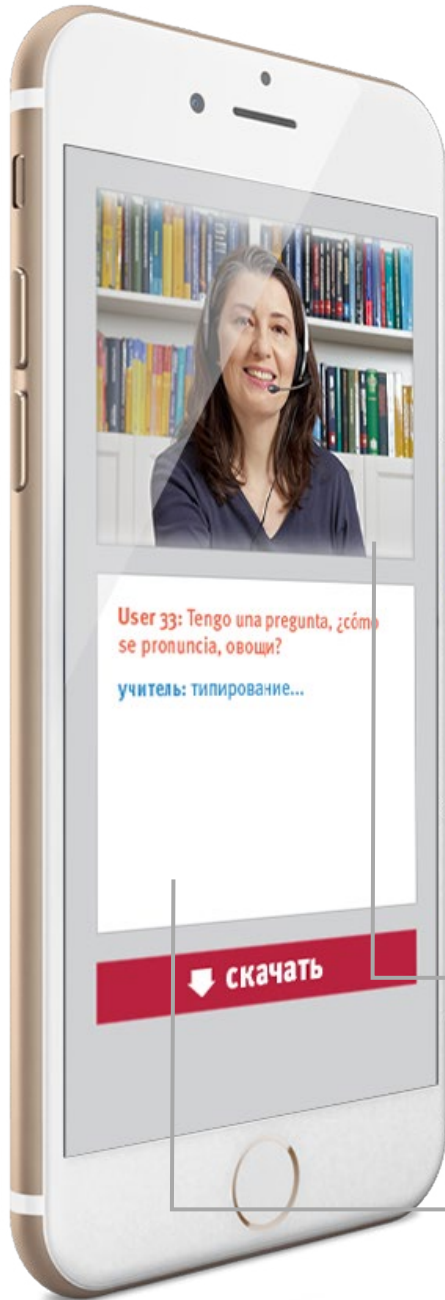 User 33: Tengo una pregunta, ¿cómo
se pronuncia, овощи?
учитель: типирование...
скачать